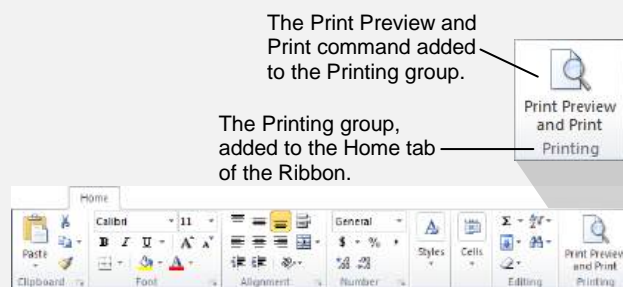 The Print Preview and
Print command added
to the Printing group.
Print Preview
and Print
Printing
The Printing group,
added to the Home tab
of the Ribbon.
Home
Calibri 11
General
B I U A A
$ % ,
Paste
Styles
Cells
Print Preview
and Print
A
Clipboard Font Alignment Number Editing Printing